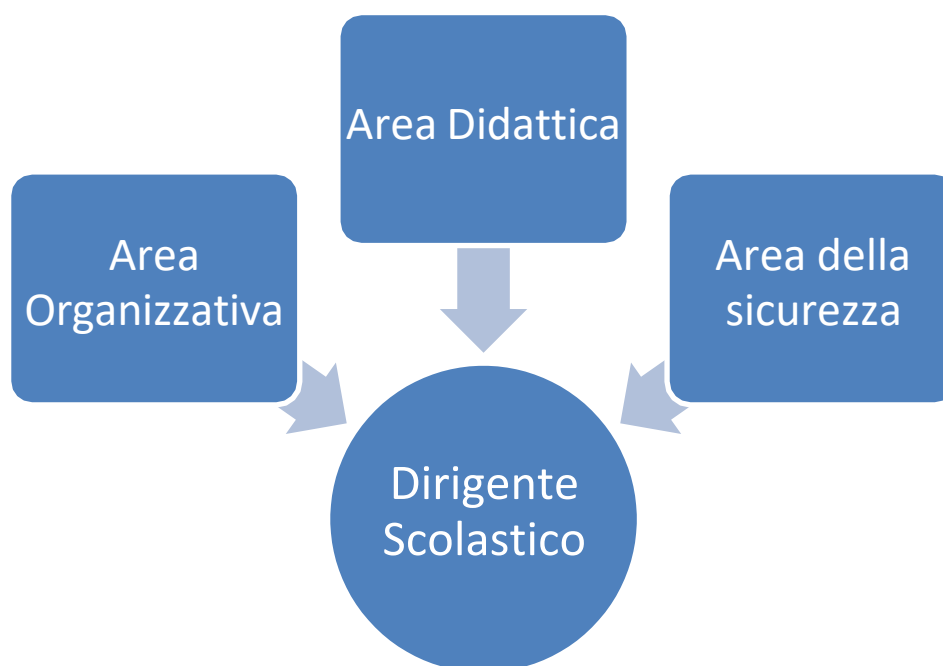 Area Didattica
Area
Organizzativa
Area della
sicurezza
Dirigente
Scolastico